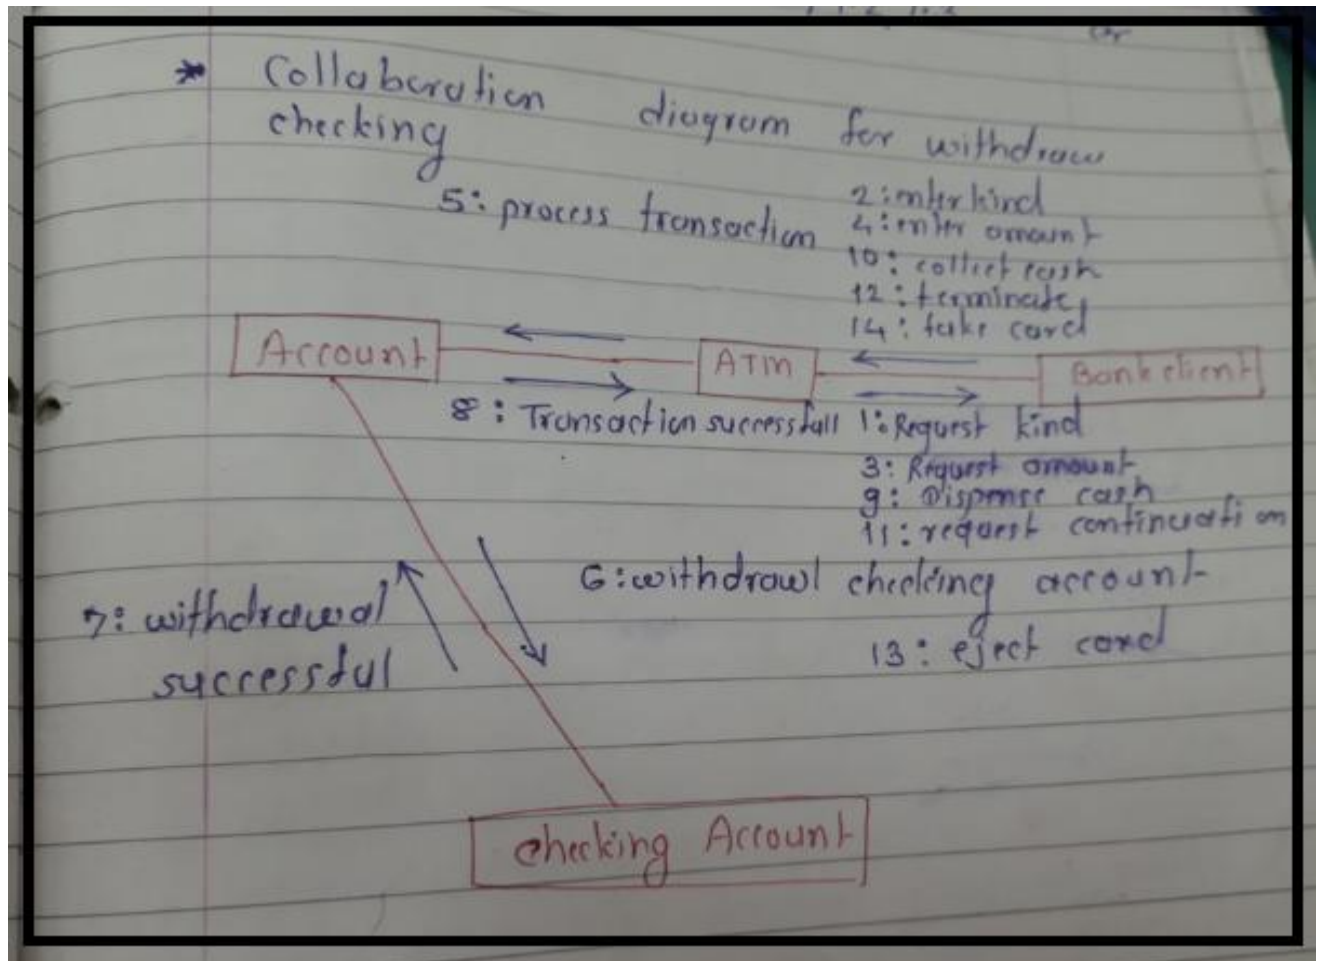 * Collaboration diagram for withdraw
checking
5: process transaction
2: enter kind
4: enter amount
10: collect cash
12: terminate
14: take card
Account
ATM
Bank client
8: Transaction successfull
1: Request kind
3: Request amount
9: Dispense cash
11: request continuation
6: withdrawl checking account
7: withdrawal
successful
13: eject card
checking Account